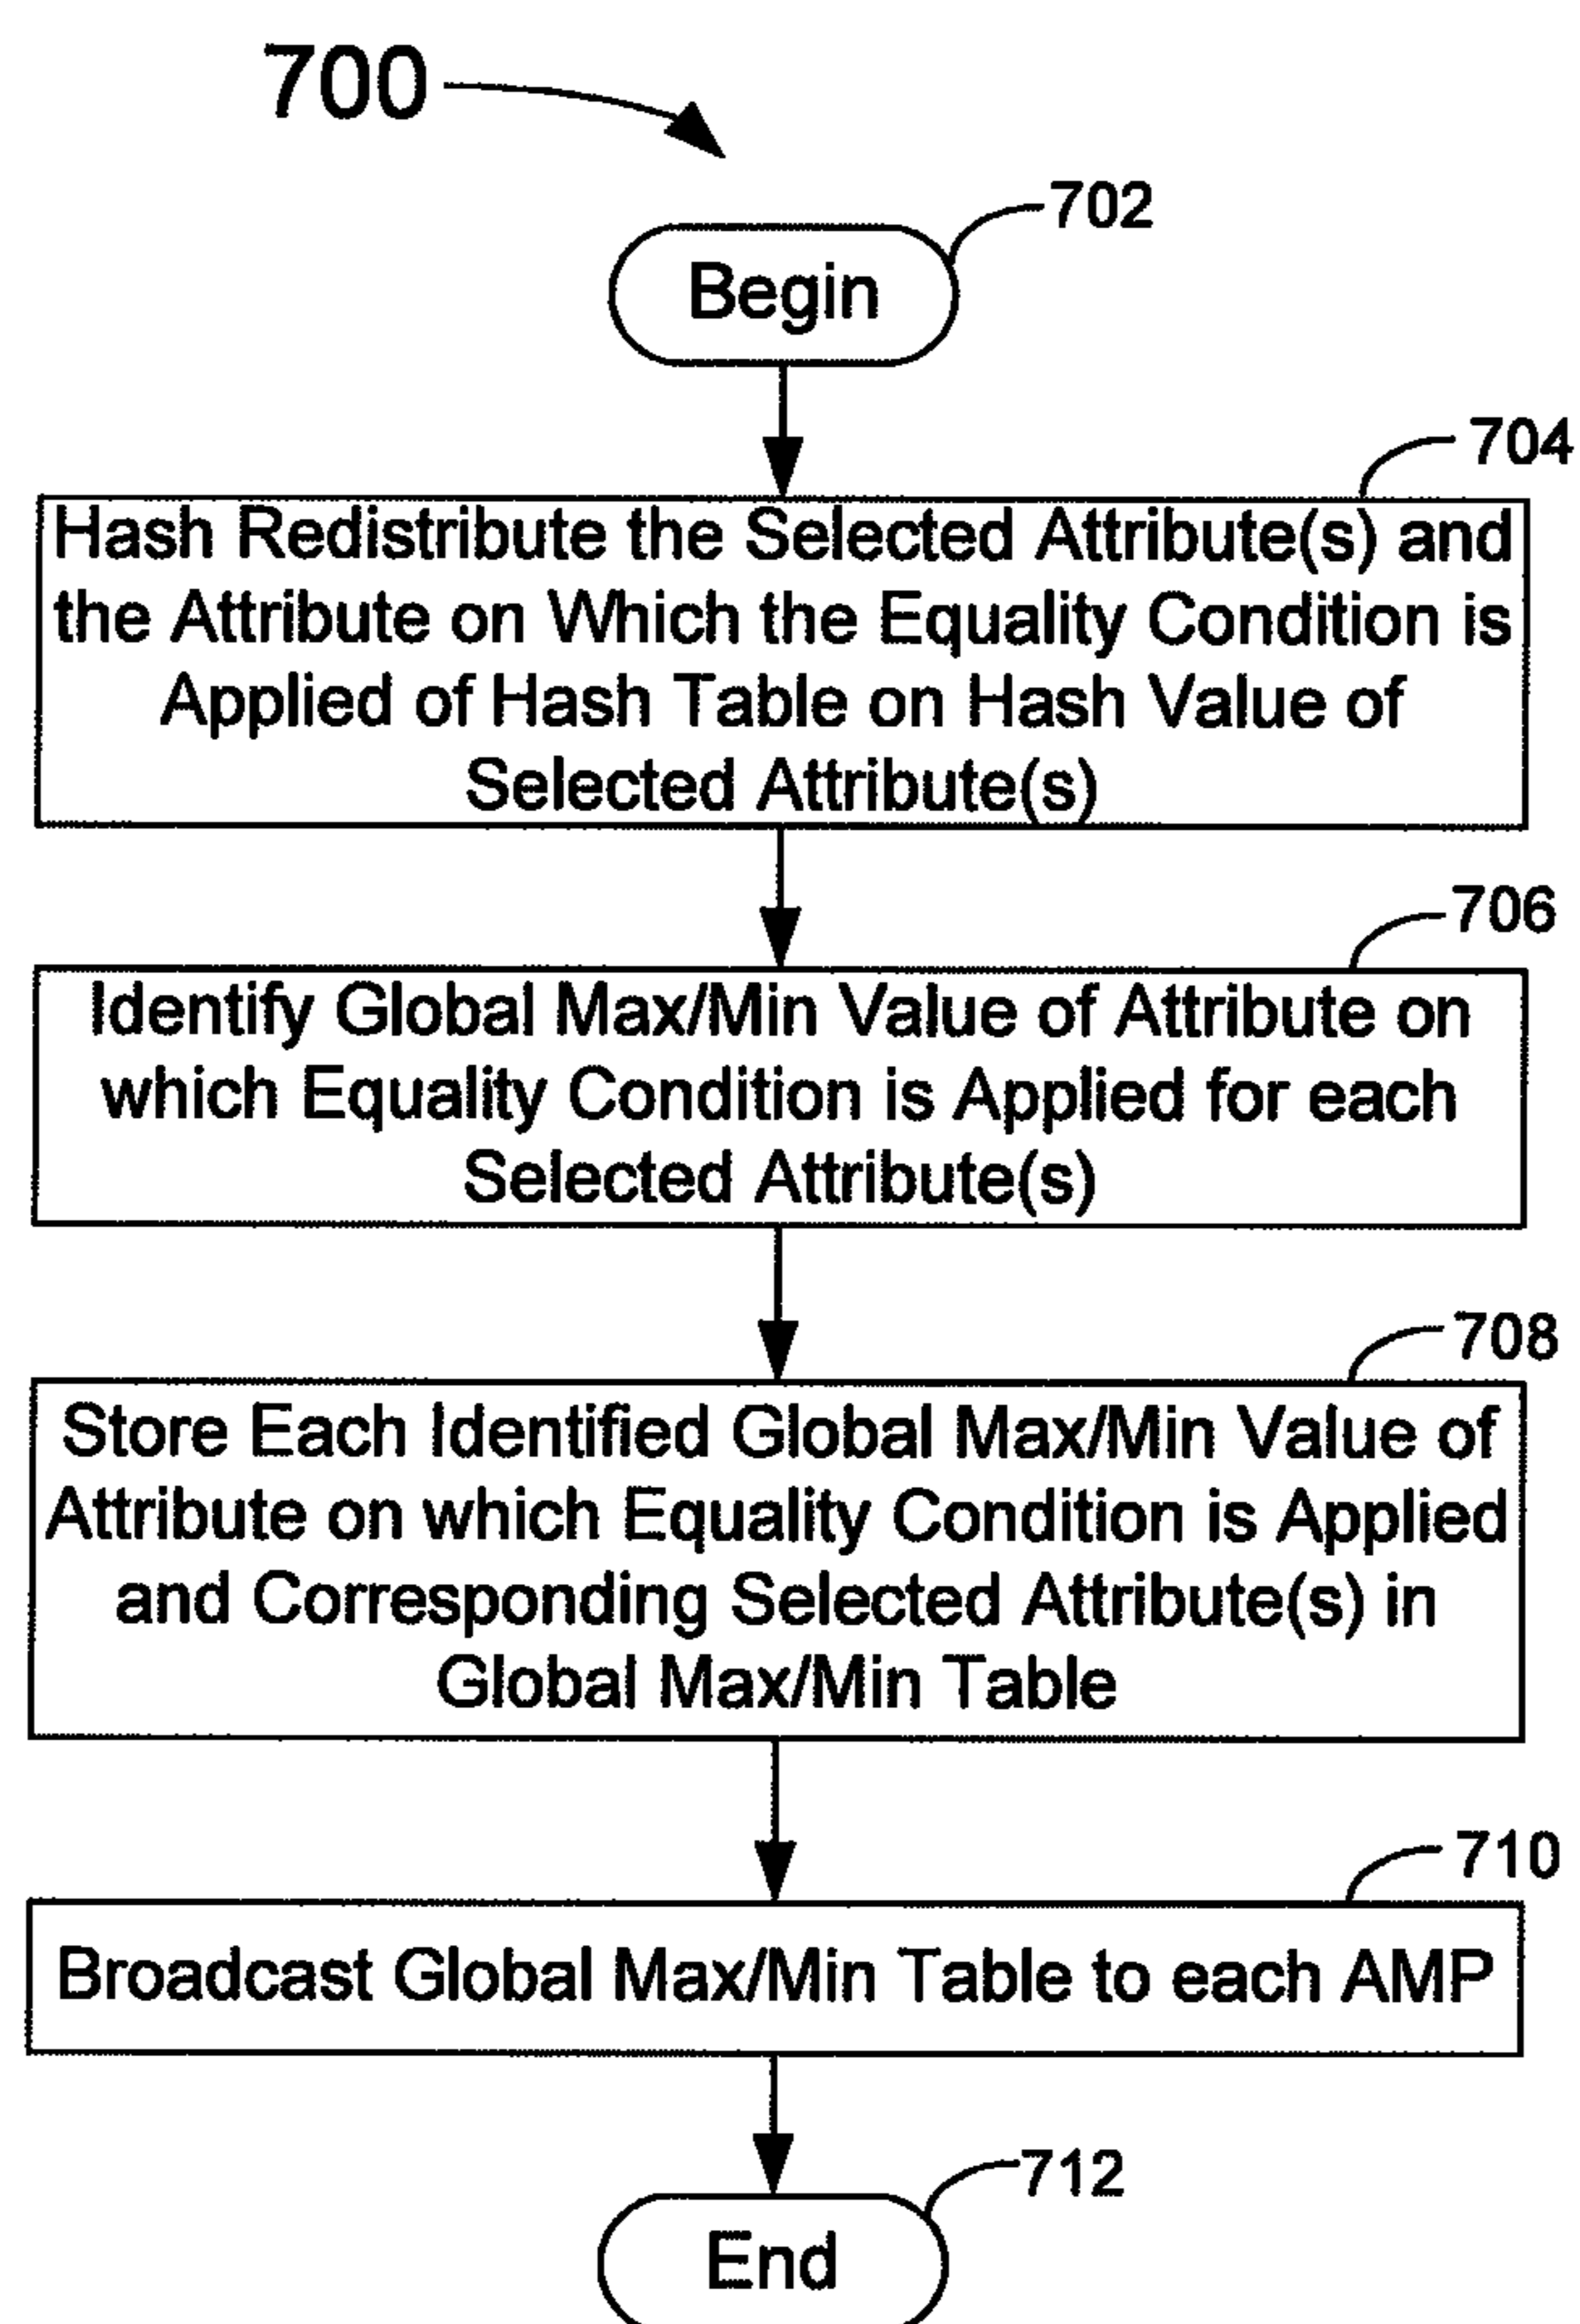 700
702
Begin
704
Hash Redistribute the Selected Attribute(s) and
the Attribute on Which the Equality Condition is
Applied of Hash Table on Hash Value of
Selected Attribute(s)
706
Identify Global Max/Min Value of Attribute on
which Equality Condition is Applied for each
Selected Attribute(s)
708
Store Each Identified Global Max/Min Value of
Attribute on which Equality Condition is Applied
and Corresponding Selected Attribute(s) in
Global Max/Min Table
710
Broadcast Global Max/Min Table to each AMP
712
End